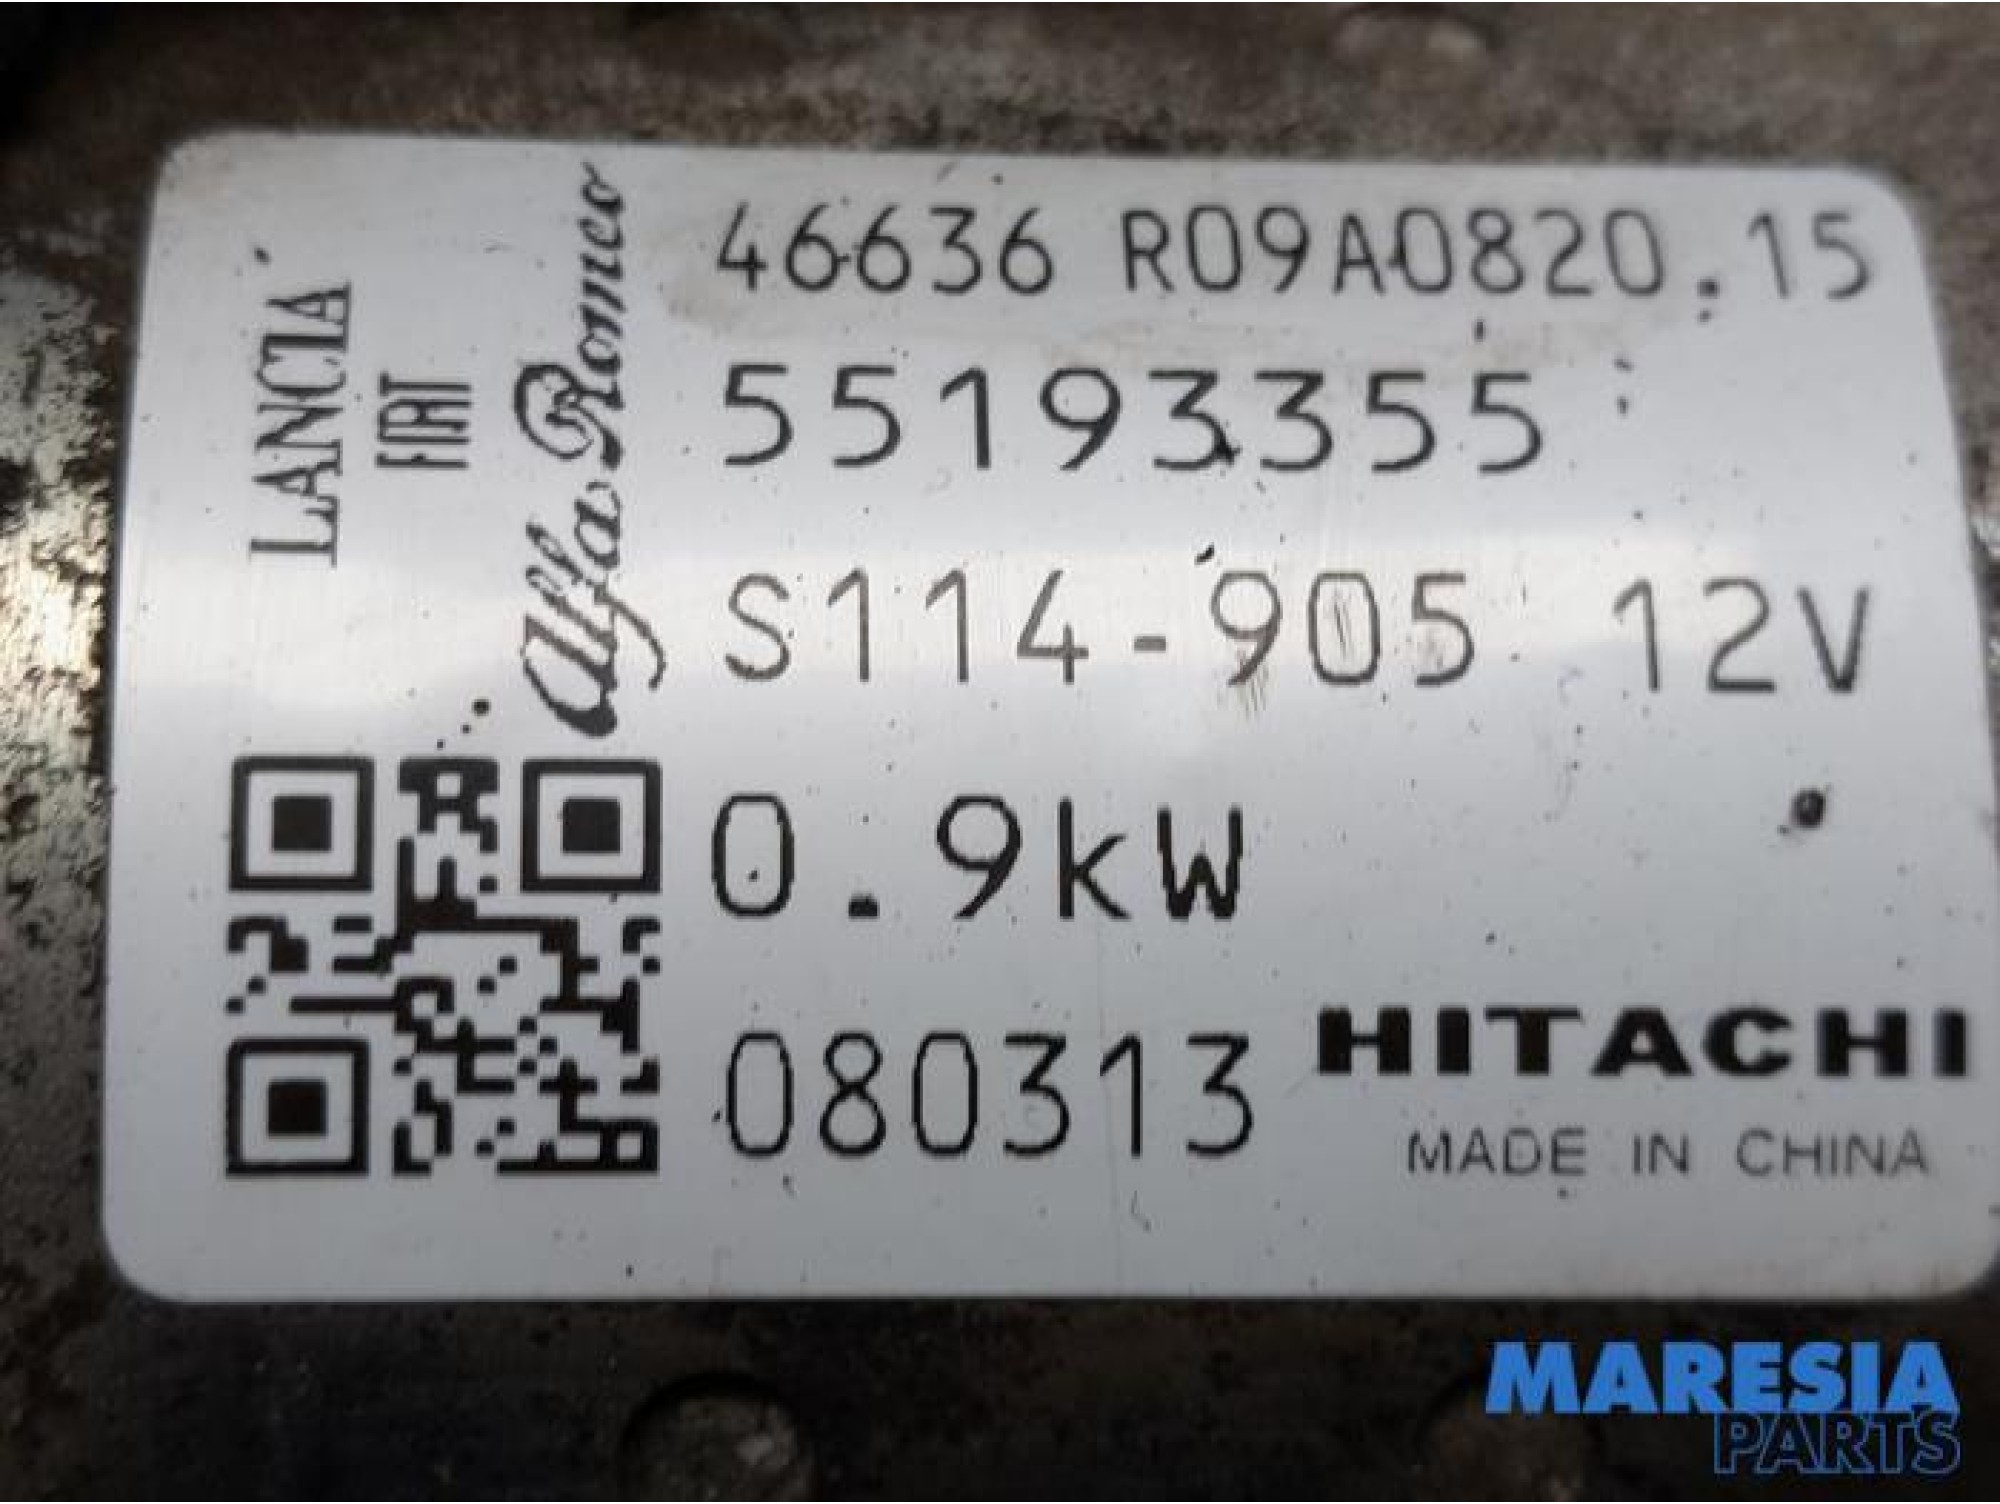 LANCIA
FIAT
Alfa Romeo
46636 R09A0820.15
55193355
S114-905 12V
0.9kW
080313
HITACHI
MADE IN CHINA
MARESIA
PARTS